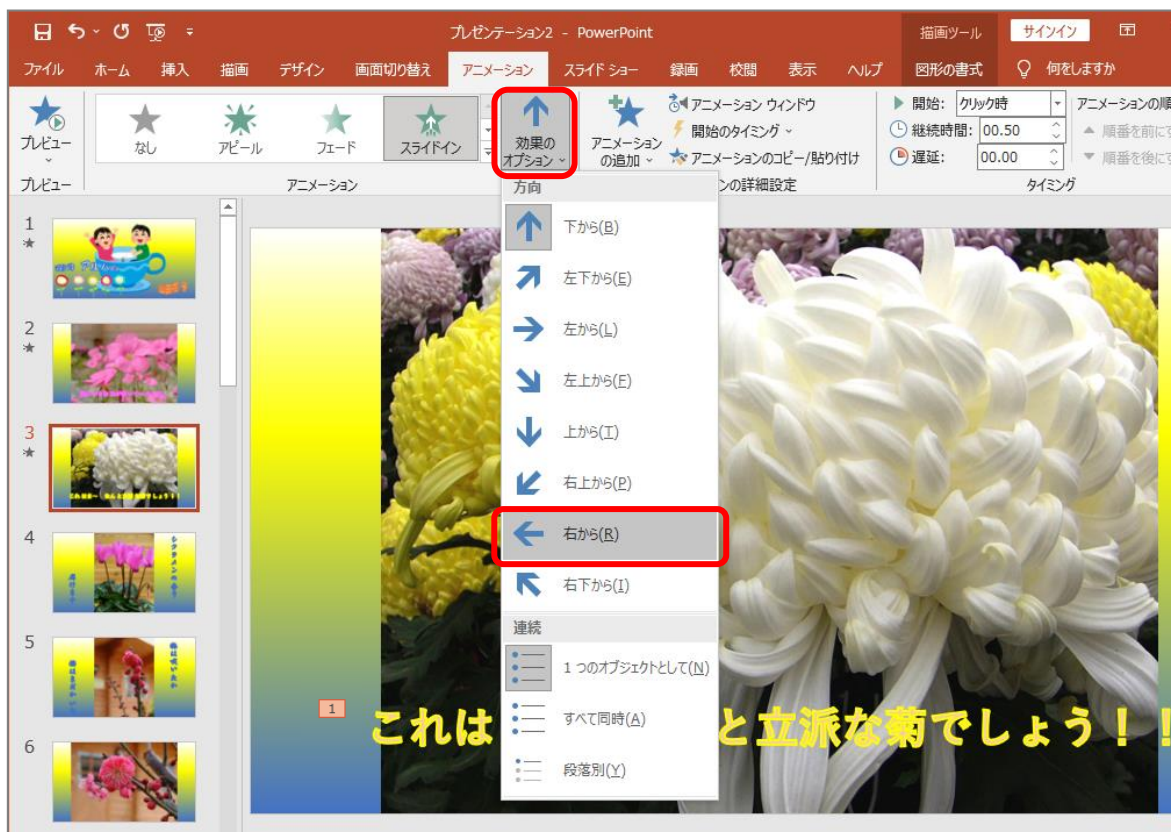 プレゼンテーション2 - PowerPoint
描画ツール
サインイン
ファイル ホーム 挿入 描画 デザイン 画面切り替え アニメーション スライド ショー 録画 校閲 表示 ヘルプ 図形の書式 何をしますか
プレビュー
なし アピール フェード スライドイン
効果の
オプション
アニメーション
の追加
アニメーション ウィンドウ
開始のタイミング
アニメーションのコピー/貼り付け
開始: クリック時
継続時間: 00.50
遅延: 00.00
アニメーションの順
順番を前にす
順番を後にす
プレビュー
アニメーション
ンの詳細設定
タイミング
方向
下から(B)
左下から(E)
左から(L)
左上から(F)
上から(T)
右上から(P)
右から(R)
右下から(I)
連続
1 つのオブジェクトとして(N)
すべて同時(A)
段落別(Y)
1
2
3
4
シクラメンの香り
5
6
1
これは
と立派な菊でしょう！！